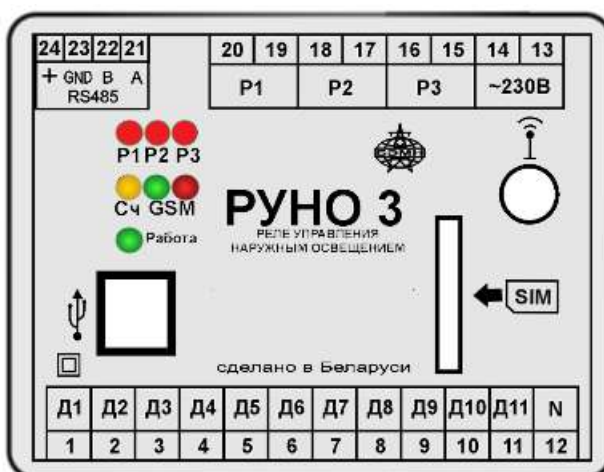 24 23 22 21
+ GND B A
RS485
20 19 18 17 16 15 14 13
P1 P2 P3 ~230В
P1 P2 P3
Сч GSM
Работа
РУНО 3
РЕЛЕ УПРАВЛЕНИЯ
НАРУЖНЫМ ОСВЕЩЕНИЕМ
SIM
сделано в Беларуси
Д1 Д2 Д3 Д4 Д5 Д6 Д7 Д8 Д9 Д10 Д11 N
1 2 3 4 5 6 7 8 9 10 11 12